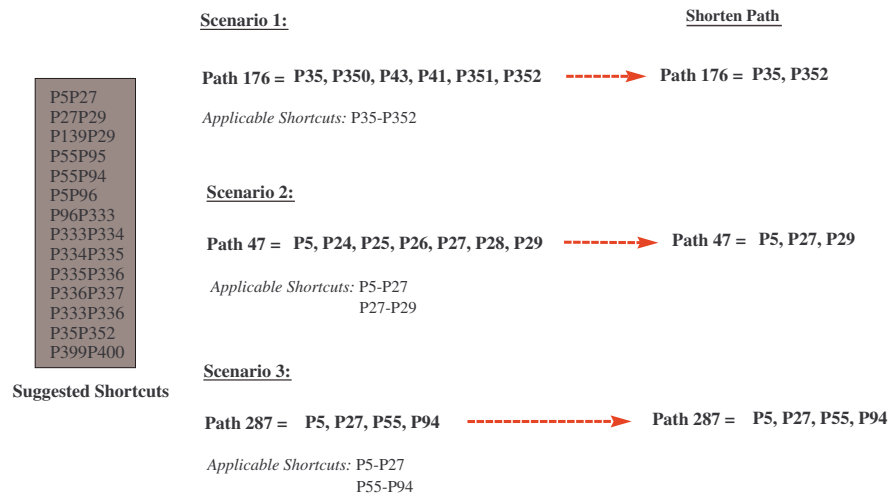 Scenario 1:
Shorten Path
Path 176 = P35, P350, P43, P41, P351, P352
Path 176 = P35, P352
Applicable Shortcuts: P35-P352
P5P27
P27P29
P139P29
P55P95
P55P94
P5P96
P96P333
P333P334
P334P335
P335P336
P336P337
P333P336
P35P352
P399P400
Suggested Shortcuts
Scenario 2:
Path 47 = P5, P24, P25, P26, P27, P28, P29
Path 47 = P5, P27, P29
Applicable Shortcuts: P5-P27
P27-P29
Scenario 3:
Path 287 = P5, P27, P55, P94
Path 287 = P5, P27, P55, P94
Applicable Shortcuts: P5-P27
P55-P94